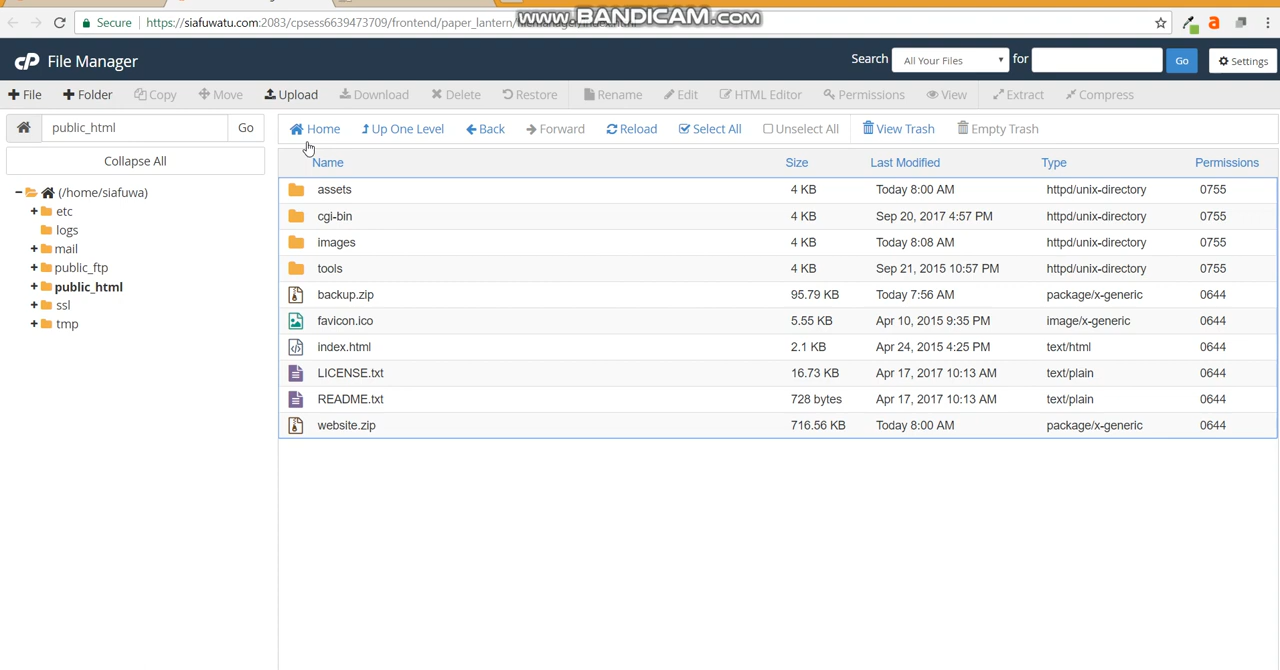 www.BANDICAM.com
Secure
https://siafuwatu.com:2083/cpsess6639473709/frontend/paper_lantern/
cP File Manager
Search All Your Files for Go Settings
File Folder Copy Move Upload Download Delete Restore Rename Edit HTML Editor Permissions View Extract Compress
public_html Go
Home Up One Level Back Forward Reload Select All Unselect All View Trash Empty Trash
Collapse All
(/home/siafuwa)
etc
logs
mail
public_ftp
public_html
ssl
tmp
Name Size Last Modified Type Permissions
assets 4 KB Today 8:00 AM httpd/unix-directory 0755
cgi-bin 4 KB Sep 20, 2017 4:57 PM httpd/unix-directory 0755
images 4 KB Today 8:08 AM httpd/unix-directory 0755
tools 4 KB Sep 21, 2015 10:57 PM httpd/unix-directory 0755
backup.zip 95.79 KB Today 7:56 AM package/x-generic 0644
favicon.ico 5.55 KB Apr 10, 2015 9:35 PM image/x-generic 0644
index.html 2.1 KB Apr 24, 2015 4:25 PM text/html 0644
LICENSE.txt 16.73 KB Apr 17, 2017 10:13 AM text/plain 0644
README.txt 728 bytes Apr 17, 2017 10:13 AM text/plain 0644
website.zip 716.56 KB Today 8:00 AM package/x-generic 0644